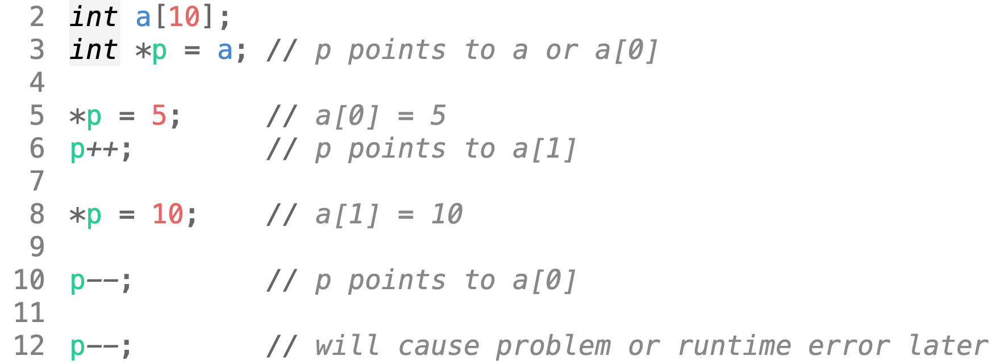 2 int a[10];
3 int *p = a; // p points to a or a[0]
4
5 *p = 5;     // a[0] = 5
6 p++;        // p points to a[1]
7
8 *p = 10;    // a[1] = 10
9
10 p--;        // p points to a[0]
11
12 p--;        // will cause problem or runtime error later